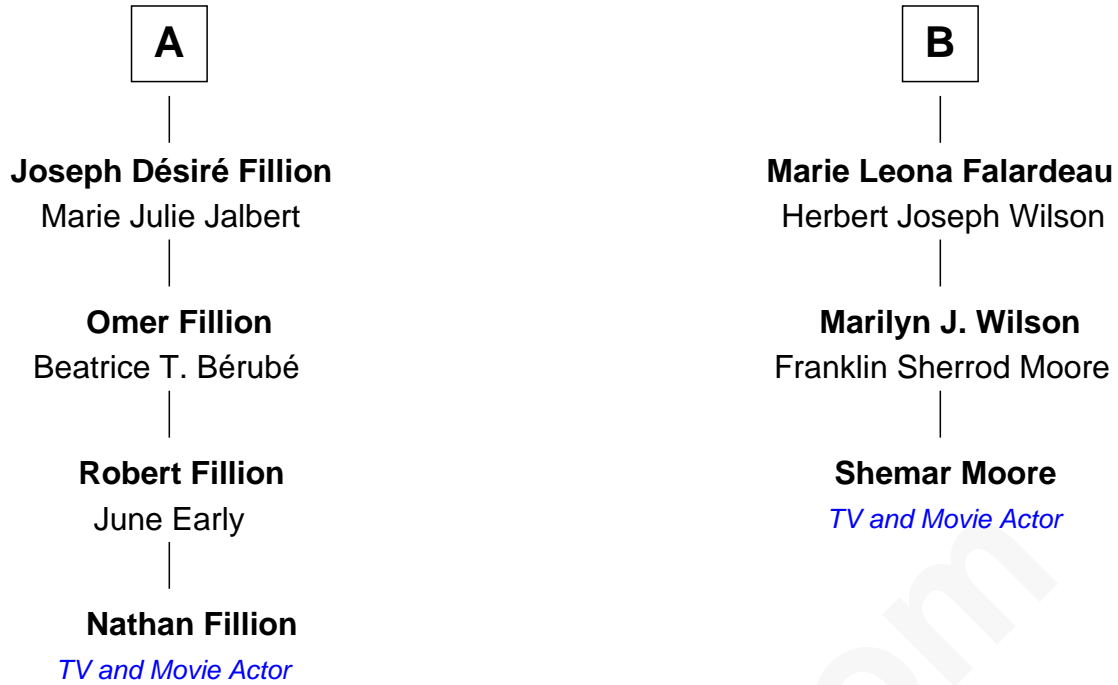 A
Joseph Désiré Fillion
Marie Julie Jalbert
Omer Fillion
Beatrice T. Bérubé
Robert Fillion
June Early
Nathan Fillion
TV and Movie Actor
B
Marie Leona Falardeau
Herbert Joseph Wilson
Marilyn J. Wilson
Franklin Sherrod Moore
Shemar Moore
TV and Movie Actor
om